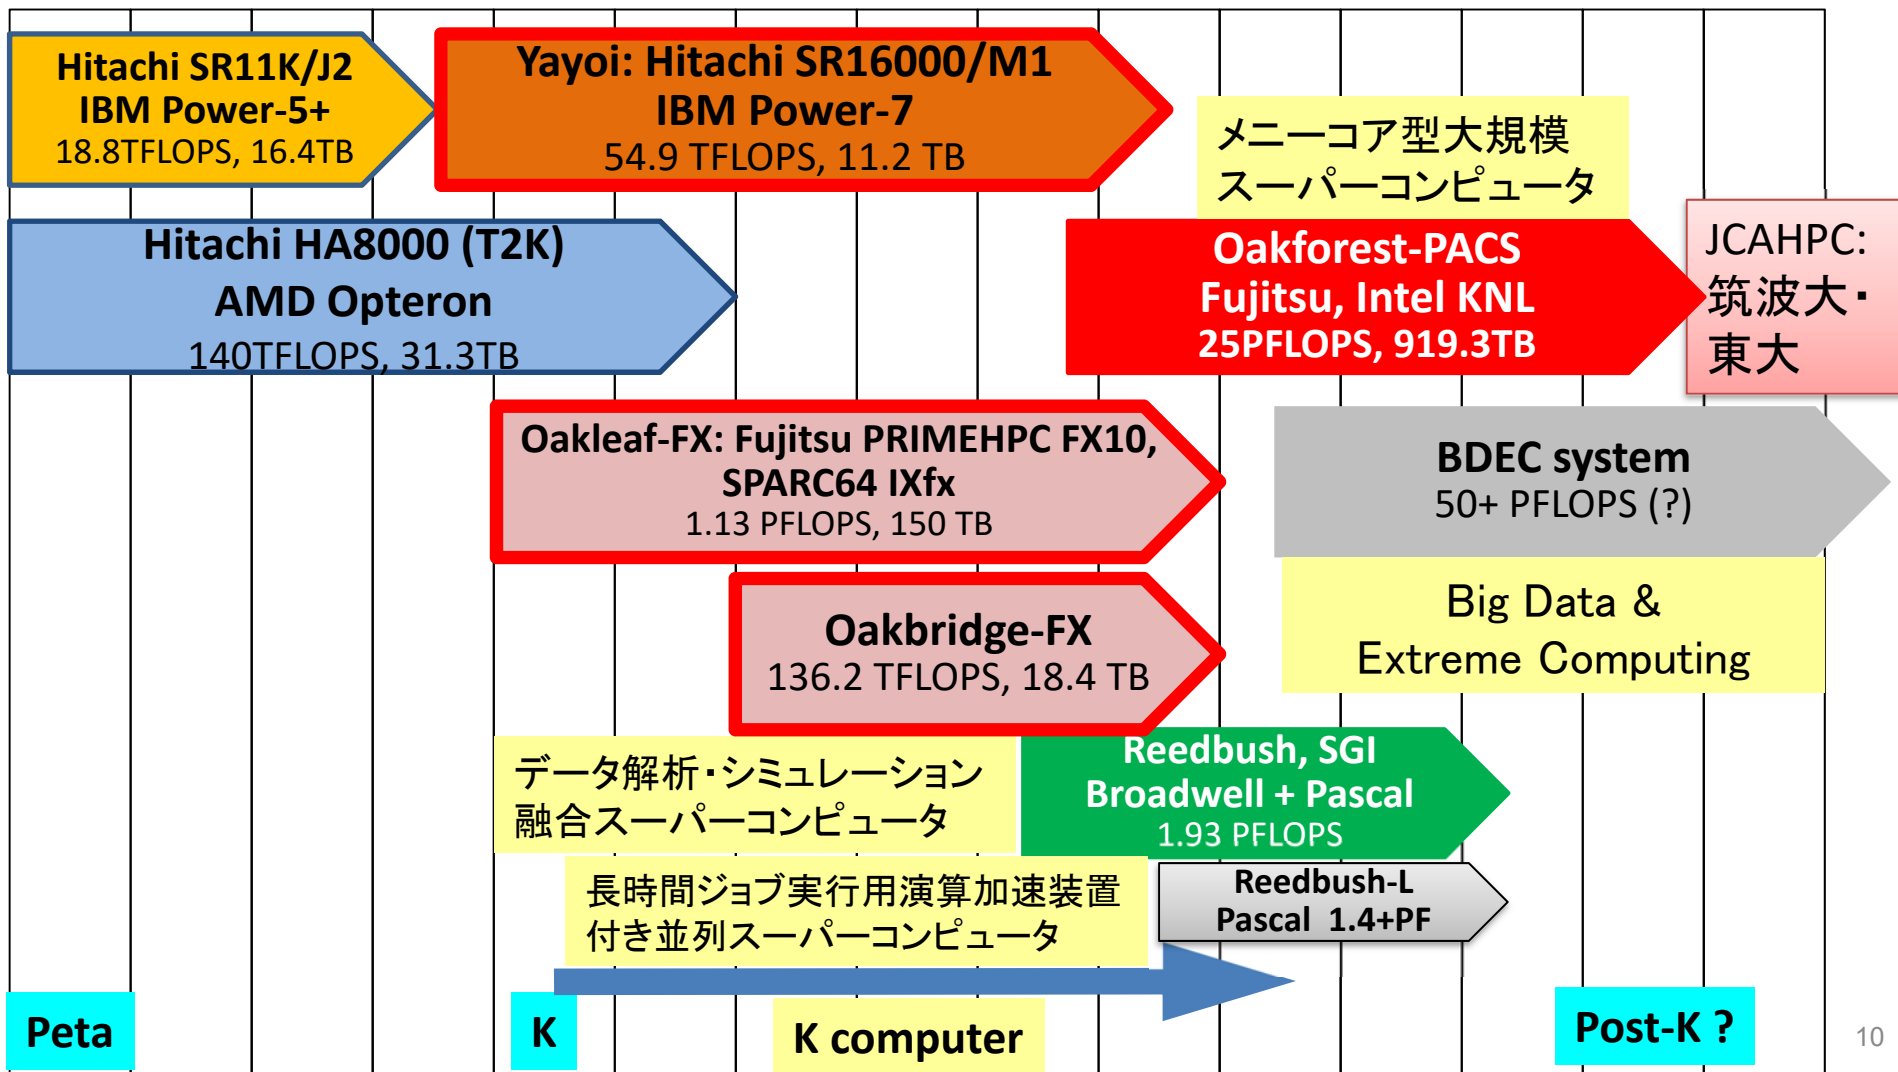 Hitachi SR11K/J2
IBM Power-5+
18.8TFLOPS, 16.4TB
Yayoi: Hitachi SR16000/M1
IBM Power-7
54.9 TFLOPS, 11.2 TB
メニーコア型大規模
スーパーコンピュータ
Hitachi HA8000 (T2K)
AMD Opteron
140TFLOPS, 31.3TB
Oakforest-PACS
Fujitsu, Intel KNL
25PFLOPS, 919.3TB
JCAHPC:
筑波大・
東大
Oakleaf-FX: Fujitsu PRIMEHPC FX10,
SPARC64 IXfx
1.13 PFLOPS, 150 TB
BDEC system
50+ PFLOPS (?)
Big Data &
Extreme Computing
Oakbridge-FX
136.2 TFLOPS, 18.4 TB
データ解析・シミュレーション
融合スーパーコンピュータ
Reedbush, SGI
Broadwell + Pascal
1.93 PFLOPS
長時間ジョブ実行用演算加速装置
付き並列スーパーコンピュータ
Reedbush-L
Pascal 1.4+PF
Peta
K
K computer
Post-K ?
10